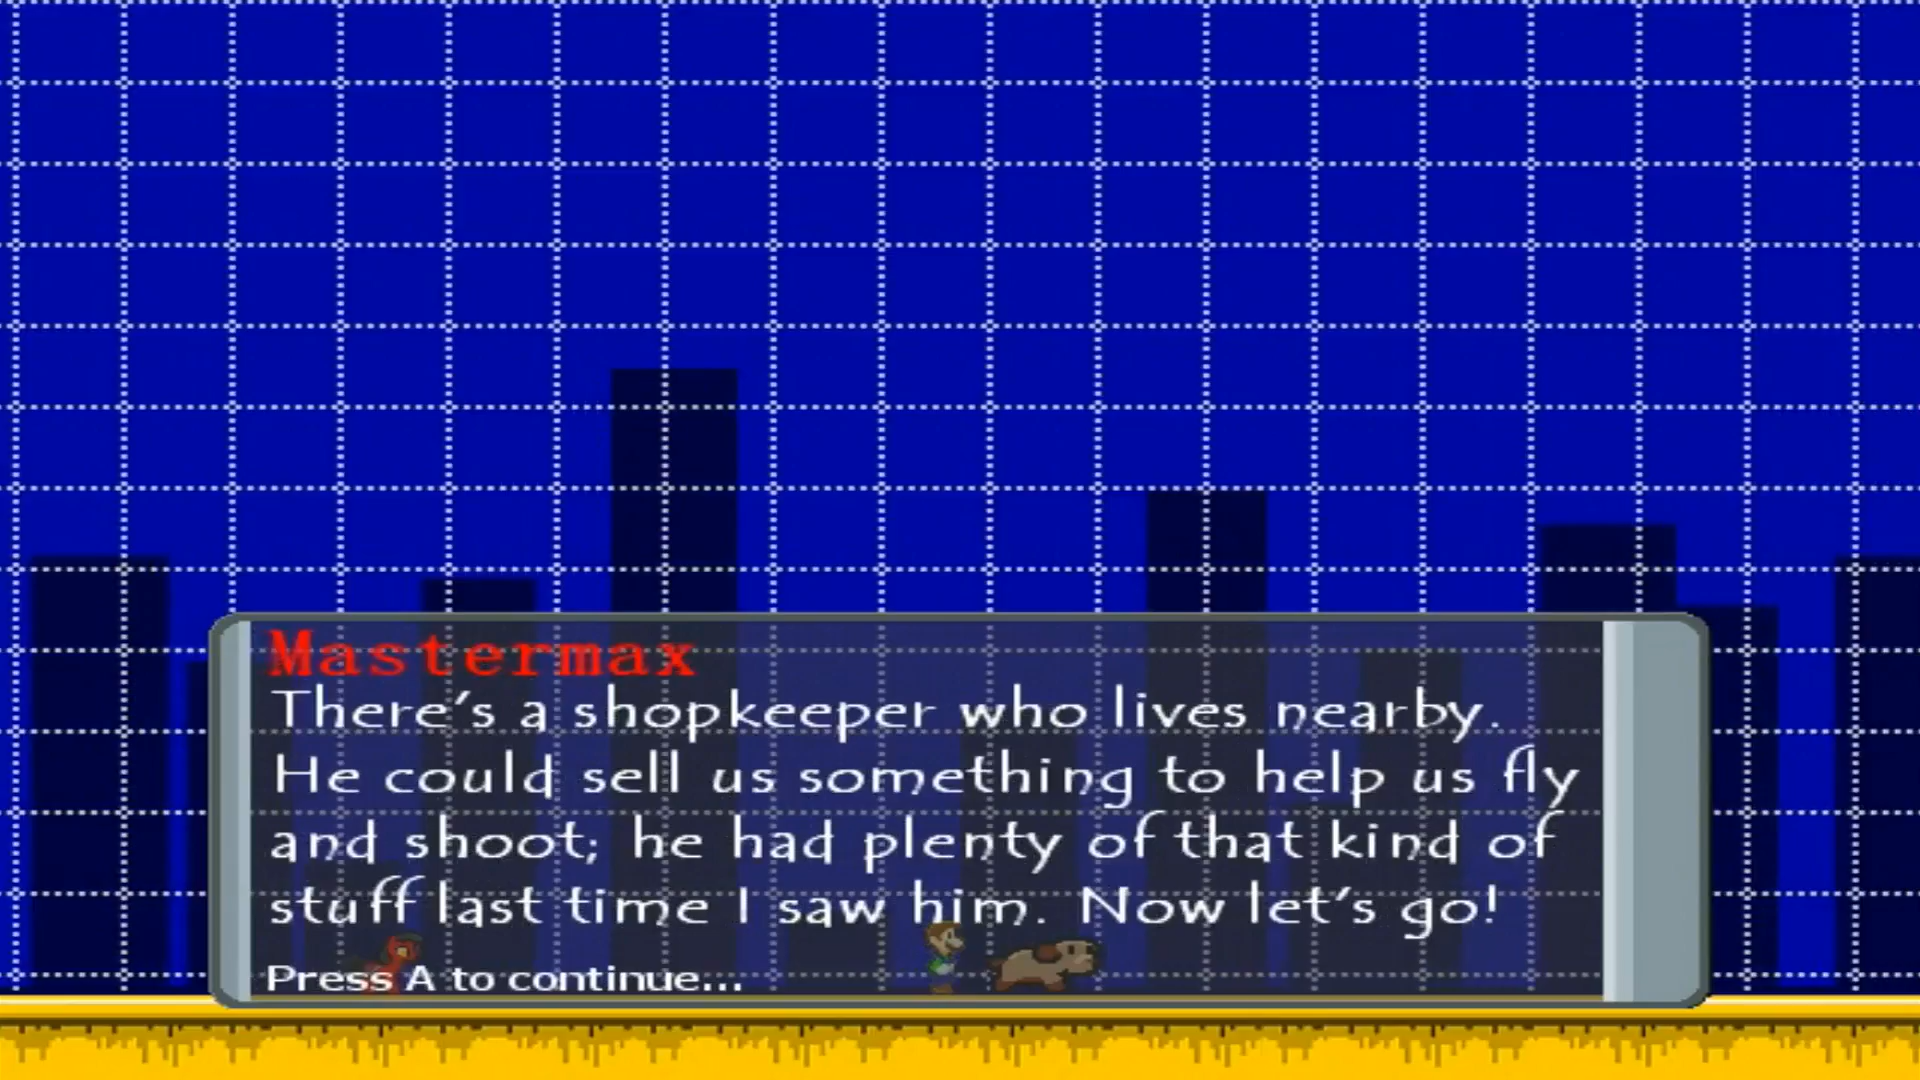 Mastermax
There's a shopkeeper who lives nearby.
He could sell us something to help us fly
and shoot; he had plenty of that kind of
stuff last time I saw him. Now let's go!
Press A to continue...